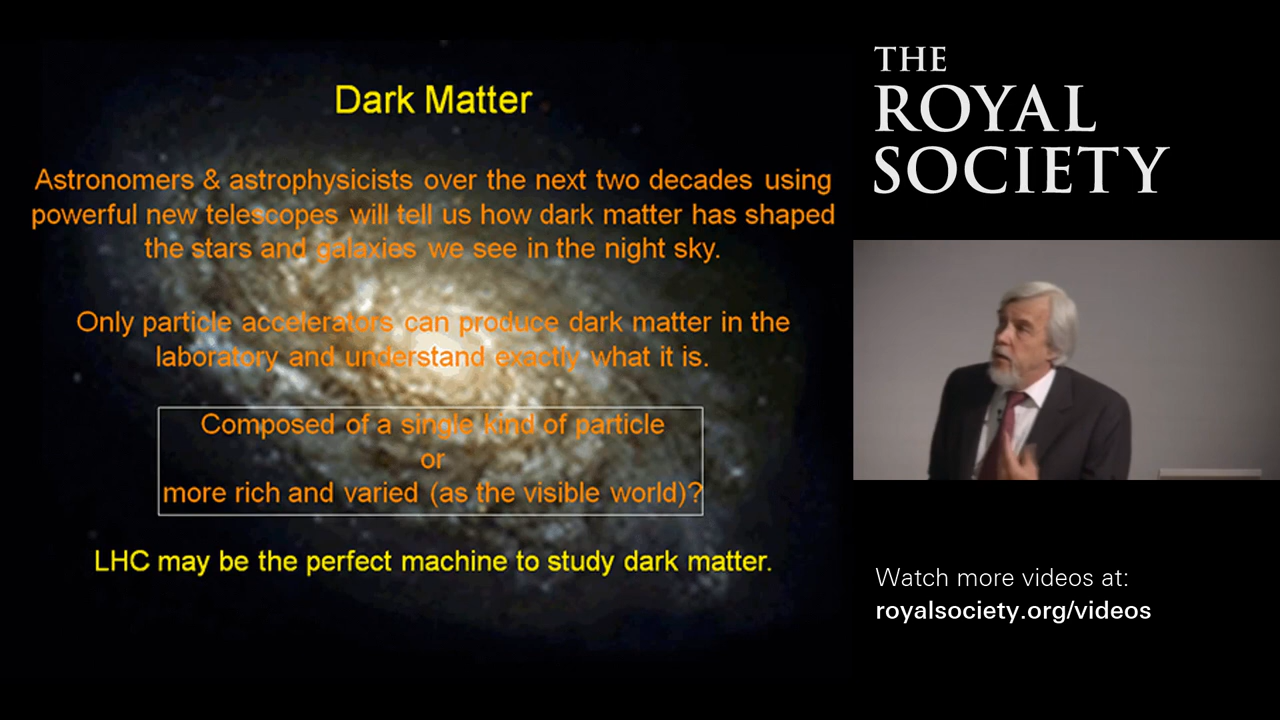 Dark Matter
Astronomers & astrophysicists over the next two decades using
powerful new telescopes will tell us how dark matter has shaped
the stars and galaxies we see in the night sky.
Only particle accelerators can produce dark matter in the
laboratory and understand exactly what it is.
Composed of a single kind of particle
or
more rich and varied (as the visible world)?
LHC may be the perfect machine to study dark matter.
THE
ROYAL
SOCIETY
Watch more videos at:
royalsociety.org/videos